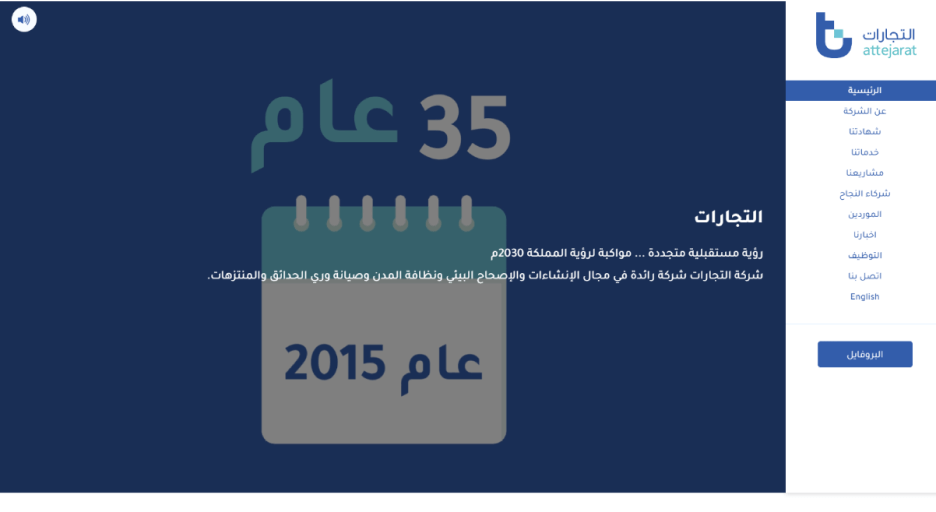 التجارات
attejarat
الرئيسية
عن الشركة
شهادتنا
خدماتنا
مشاريعنا
شركاء النجاح
الموردين
اخبارنا
التوظيف
اتصل بنا
English
البروفايل
35 عام
التجارات
رؤية مستقبلية متجددة ... مواكبة لرؤية المملكة 2030م
شركة التجارات شركة رائدة في مجال الإنشاءات والإصحاح البيئي ونظافة المدن وصيانة وري الحدائق والمنتزهات.
عام 2015